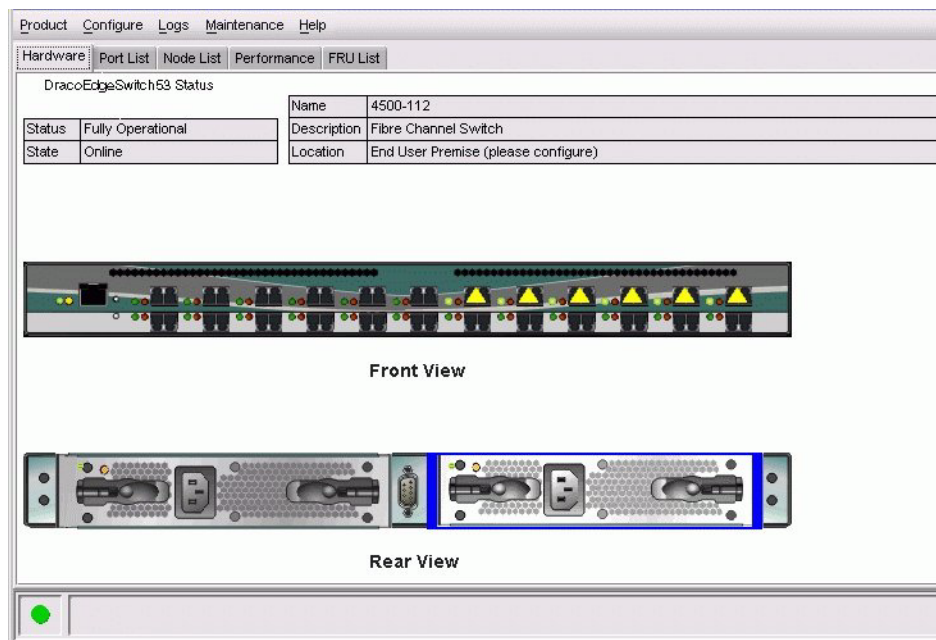 Product Configure Logs Maintenance Help
Hardware Port List Node List Performance FRU List
DracoEdgeSwitch53 Status
Name 4500-112
Status Fully Operational Description Fibre Channel Switch
State Online Location End User Premise (please configure)
Front View
Rear View